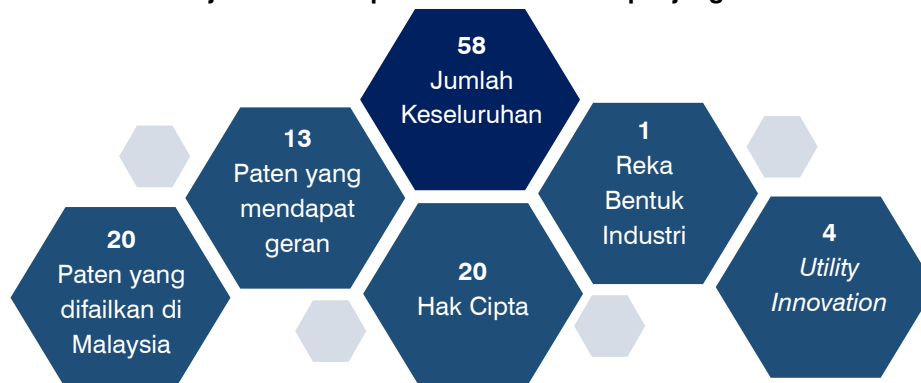 58
Jumlah
Keseluruhan
13
Paten yang
mendapat
geran
1
Reka
Bentuk
Industri
20
Paten yang
difailkan di
Malaysia
20
Hak Cipta
4
Utility
Innovation